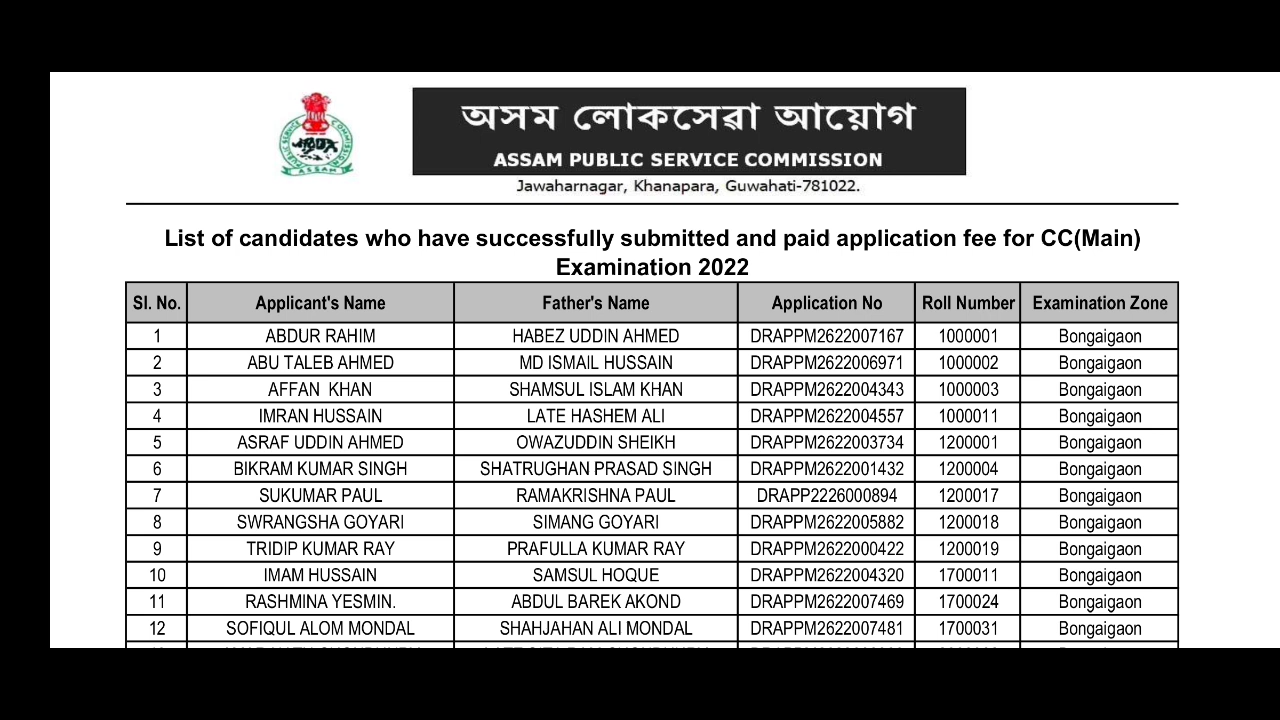 অসম লোকসেৱা আয়োগ
ASSAM PUBLIC SERVICE COMMISSION
Jawaharnagar, Khanapara, Guwahati-781022.
List of candidates who have successfully submitted and paid application fee for CC(Main)
Examination 2022
Sl. No. Applicant's Name Father's Name Application No Roll Number Examination Zone
1 ABDUR RAHIM HABEZ UDDIN AHMED DRAPPM2622007167 1000001 Bongaigaon
2 ABU TALEB AHMED MD ISMAIL HUSSAIN DRAPPM2622006971 1000002 Bongaigaon
3 AFFAN KHAN SHAMSUL ISLAM KHAN DRAPPM2622004343 1000003 Bongaigaon
4 IMRAN HUSSAIN LATE HASHEM ALI DRAPPM2622004557 1000011 Bongaigaon
5 ASRAF UDDIN AHMED OWAZUDDIN SHEIKH DRAPPM2622003734 1200001 Bongaigaon
6 BIKRAM KUMAR SINGH SHATRUGHAN PRASAD SINGH DRAPPM2622001432 1200004 Bongaigaon
7 SUKUMAR PAUL RAMAKRISHNA PAUL DRAPP2226000894 1200017 Bongaigaon
8 SWRANGSHA GOYARI SIMANG GOYARI DRAPPM2622005882 1200018 Bongaigaon
9 TRIDIP KUMAR RAY PRAFULLA KUMAR RAY DRAPPM2622000422 1200019 Bongaigaon
10 IMAM HUSSAIN SAMSUL HOQUE DRAPPM2622004320 1700011 Bongaigaon
11 RASHMINA YESMIN. ABDUL BAREK AKOND DRAPPM2622007469 1700024 Bongaigaon
12 SOFIQUL ALOM MONDAL SHAHJAHAN ALI MONDAL DRAPPM2622007481 1700031 Bongaigaon